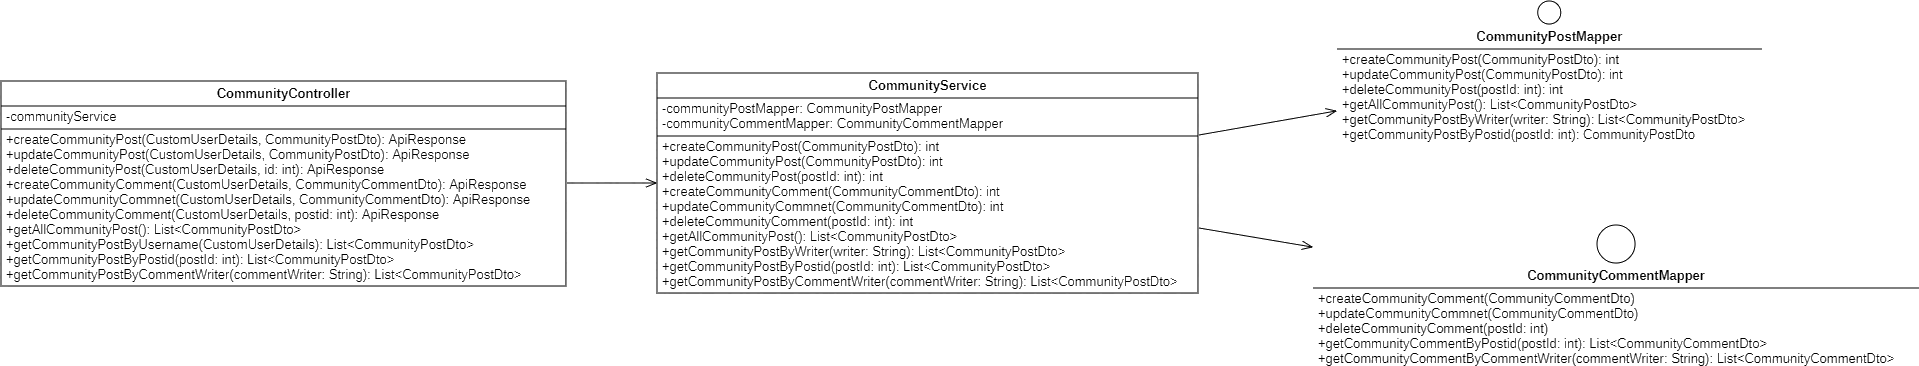 CommunityController
-communityService
+createCommunityPost(CustomUserDetails, CommunityPostDto): ApiResponse
+updateCommunityPost(CustomUserDetails, CommunityPostDto): ApiResponse
+deleteCommunityPost(CustomUserDetails, id: int): ApiResponse
+createCommunityComment(CustomUserDetails, CommunityCommentDto): ApiResponse
+updateCommunityCommnet(CustomUserDetails, CommunityCommentDto): ApiResponse
+deleteCommunityComment(CustomUserDetails, postid: int): ApiResponse
+getAllCommunityPost(): List<CommunityPostDto>
+getCommunityPostByUsername(CustomUserDetails): List<CommunityPostDto>
+getCommunityPostByPostid(postId: int): List<CommunityPostDto>
+getCommunityPostByCommentWriter(commentWriter: String): List<CommunityPostDto>
CommunityService
-communityPostMapper: CommunityPostMapper
-communityCommentMapper: CommunityCommentMapper
+createCommunityPost(CommunityPostDto): int
+updateCommunityPost(CommunityPostDto): int
+deleteCommunityPost(postId: int): int
+createCommunityComment(CommunityCommentDto): int
+updateCommunityCommnet(CommunityCommentDto): int
+deleteCommunityComment(postId: int): int
+getAllCommunityPost(): List<CommunityPostDto>
+getCommunityPostByWriter(writer: String): List<CommunityPostDto>
+getCommunityPostByPostid(postId: int): List<CommunityPostDto>
+getCommunityPostByCommentWriter(commentWriter: String): List<CommunityPostDto>
CommunityPostMapper
+createCommunityPost(CommunityPostDto): int
+updateCommunityPost(CommunityPostDto): int
+deleteCommunityPost(postId: int): int
+getAllCommunityPost(): List<CommunityPostDto>
+getCommunityPostByWriter(writer: String): List<CommunityPostDto>
+getCommunityPostByPostid(postId: int): CommunityPostDto
CommunityCommentMapper
+createCommunityComment(CommunityCommentDto)
+updateCommunityCommnet(CommunityCommentDto)
+deleteCommunityComment(postId: int)
+getCommunityCommentByPostid(postId: int): List<CommunityCommentDto>
+getCommunityCommentByCommentWriter(commentWriter: String): List<CommunityCommentDto>